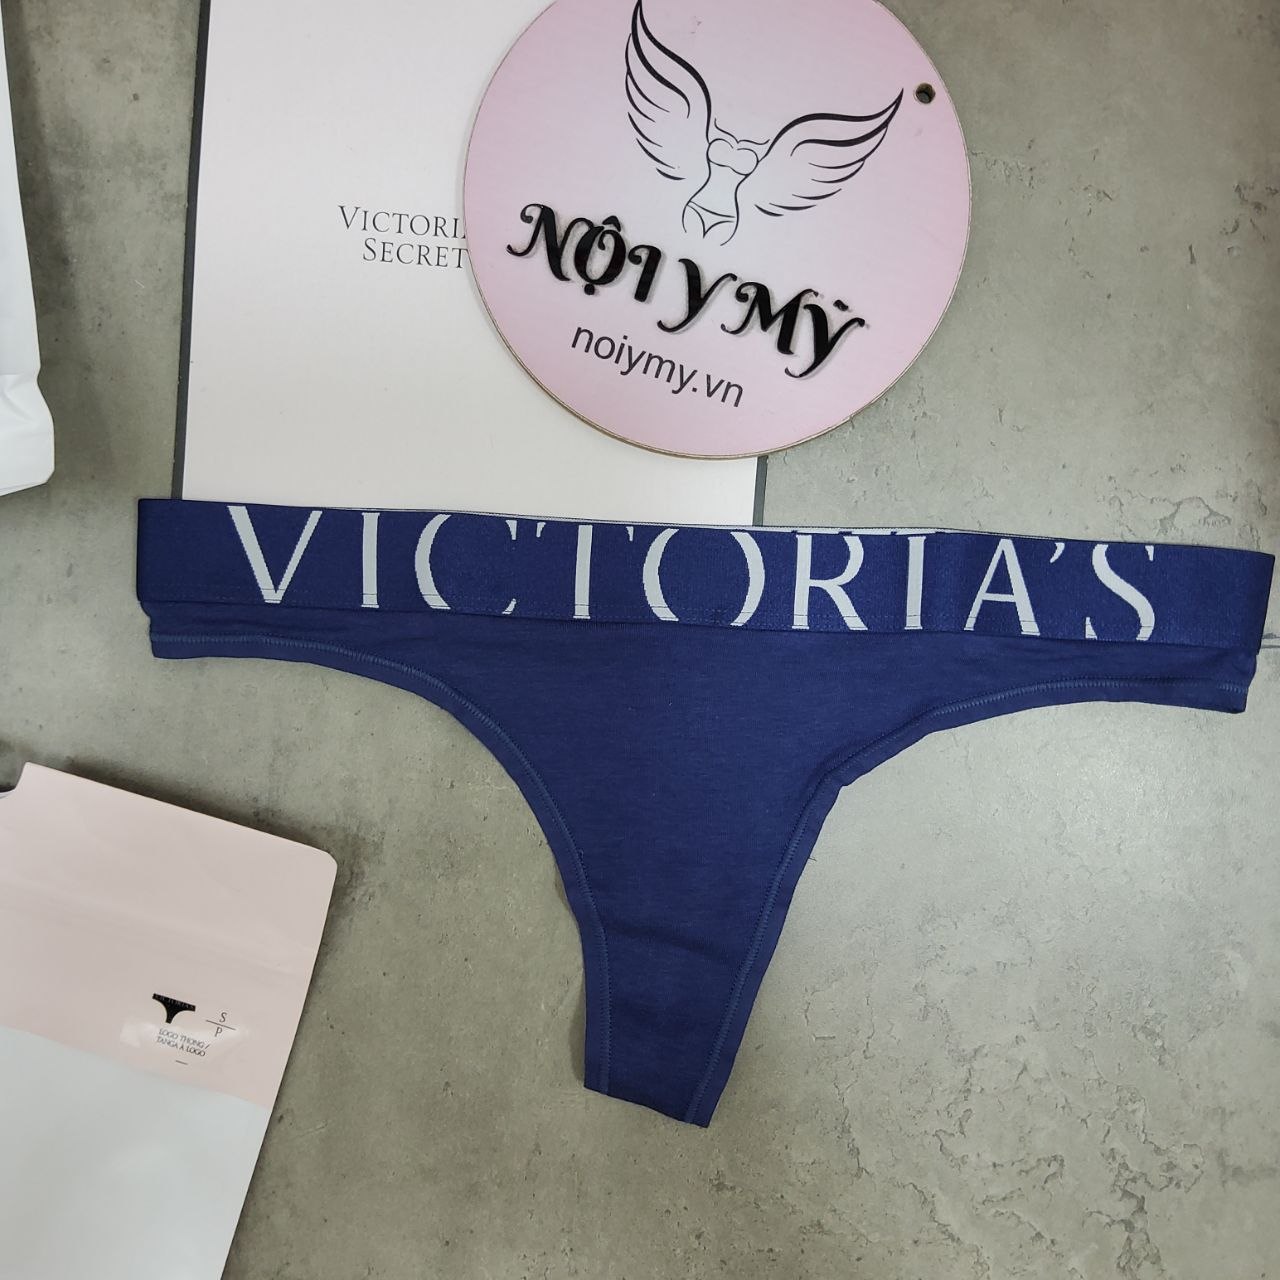 VICTORIA
SECRET
NỘI Y MỸ
noiymy.vn
VICTORIA'S
S
P
LOGO THONG /
TANGA À LOGO